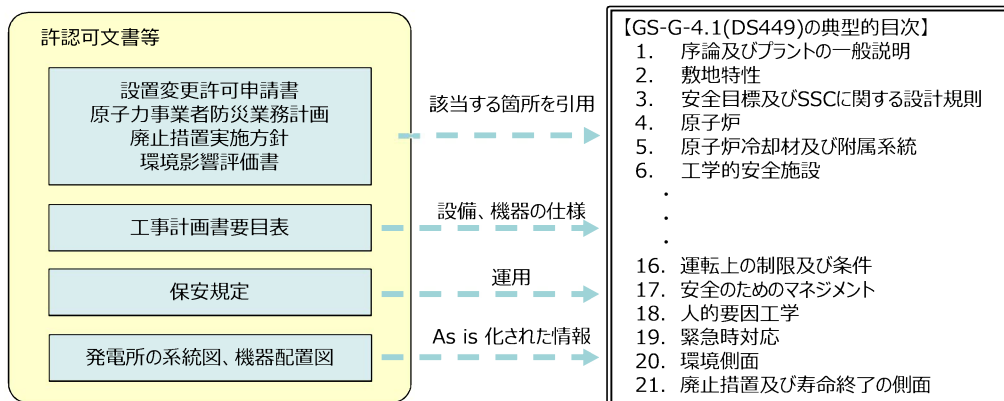 許認可文書等
設置変更許可申請書
原子力事業者防災業務計画
廃止措置実施方針
環境影響評価書
工事計画書要目表
保安規定
発電所の系統図、機器配置図
該当する箇所を引用
設備、機器の仕様
運用
As is 化された情報
【GS-G-4.1(DS449)の典型的目次】
1. 序論及びプラントの一般説明
2. 敷地特性
3. 安全目標及びSSCに関する設計規則
4. 原子炉
5. 原子炉冷却材及び附属系統
6. 工学的安全施設
・
・
・
16. 運転上の制限及び条件
17. 安全のためのマネジメント
18. 人的要因工学
19. 緊急時対応
20. 環境側面
21. 廃止措置及び寿命終了の側面